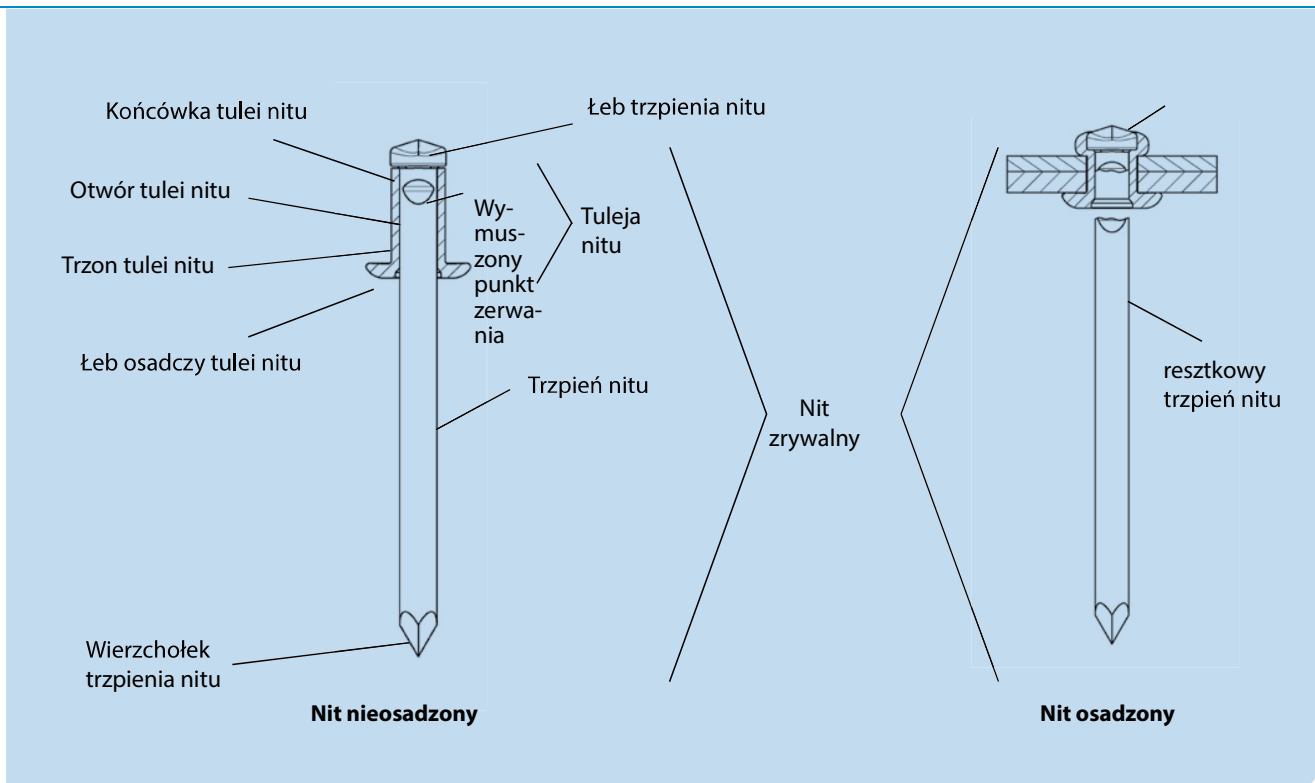 Końcówka tulei nitu
Łeb trzpienia nitu
Otwór tulei nitu
Wy-
mus-
zony
punkt
zerwa-
nia
Tuleja
nitu
Trzon tulei nitu
Łeb osadczy tulei nitu
Trzpień nitu
Nit
zrywalny
resztkowy
trzpień nitu
Wierzchołek
trzpienia nitu
Nit nieosadzony
Nit osadzony